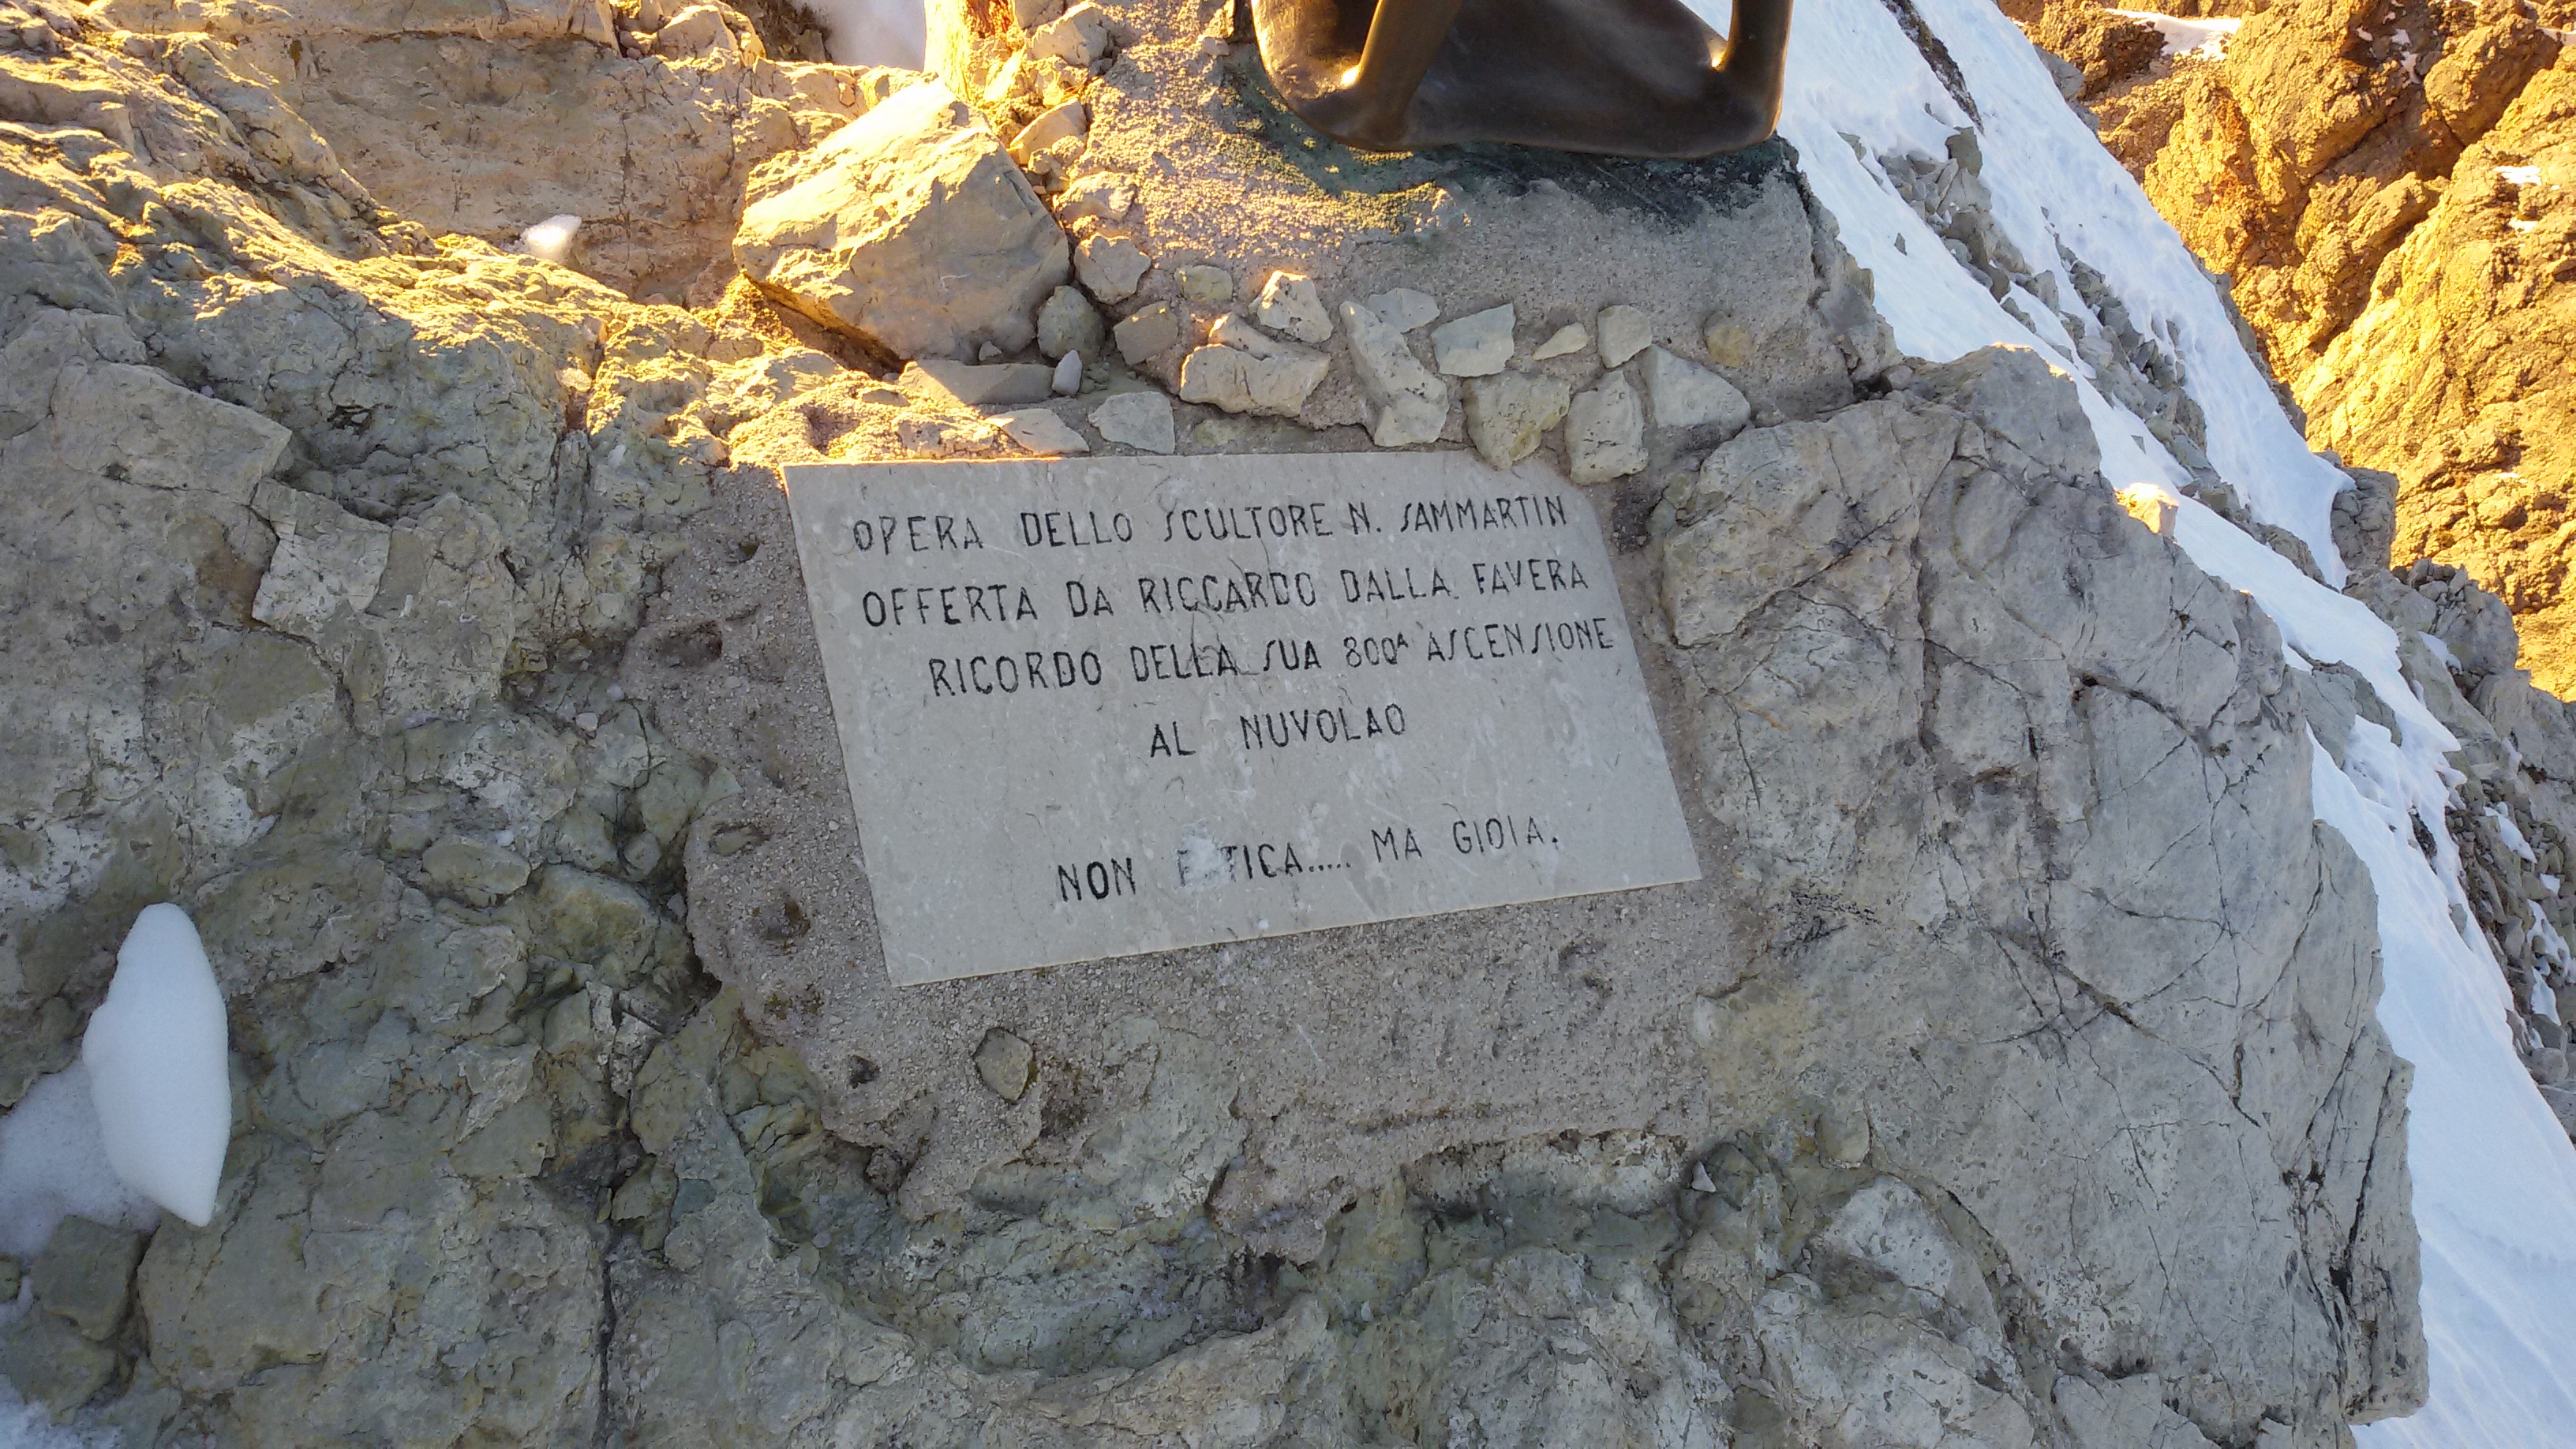 OPERA DELLO SCULTORE N. SAMMARTIN
OFFERTA DA RICCARDO DALLA FAVERA
RICORDO DELLA SUA 800ᴬ ASCENSIONE
AL NUVOLAO
NON FATICA..... MA GIOIA.